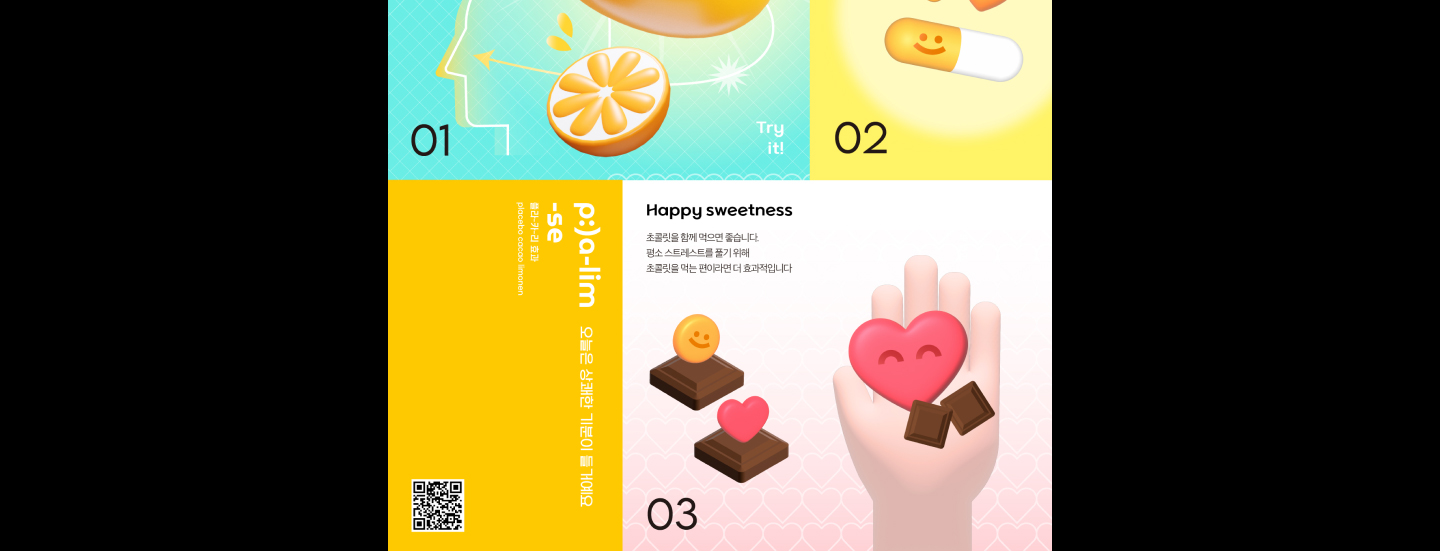 01
Try
it!
02
p:)a-lim
-se
플라-카-리 효과
placebo cacao limonen
오늘은 상쾌한 기분이 들 거예요
Happy sweetness
초콜릿을 함께 먹으면 좋습니다.
평소 스트레스트를 풀기 위해
초콜릿을 먹는 편이라면 더 효과적입니다
03